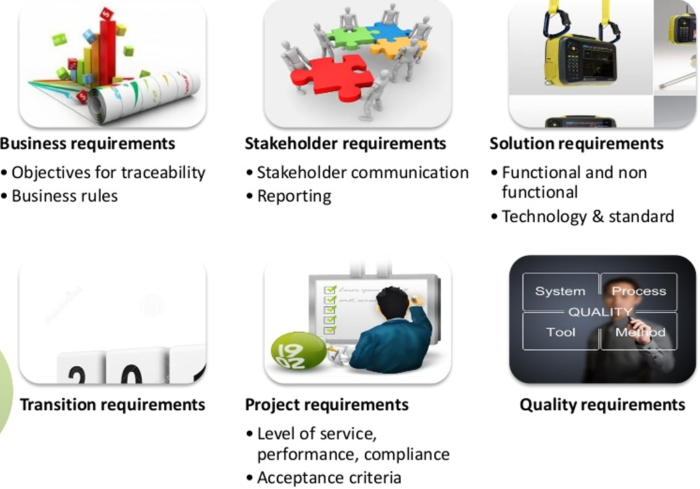 Business requirements
• Objectives for traceability
• Business rules
Stakeholder requirements
• Stakeholder communication
• Reporting
Solution requirements
• Functional and non
functional
• Technology & standard
2 0
Transition requirements
19
02
Project requirements
• Level of service,
performance, compliance
• Acceptance criteria
System Process
QUALITY
Tool Method
Quality requirements